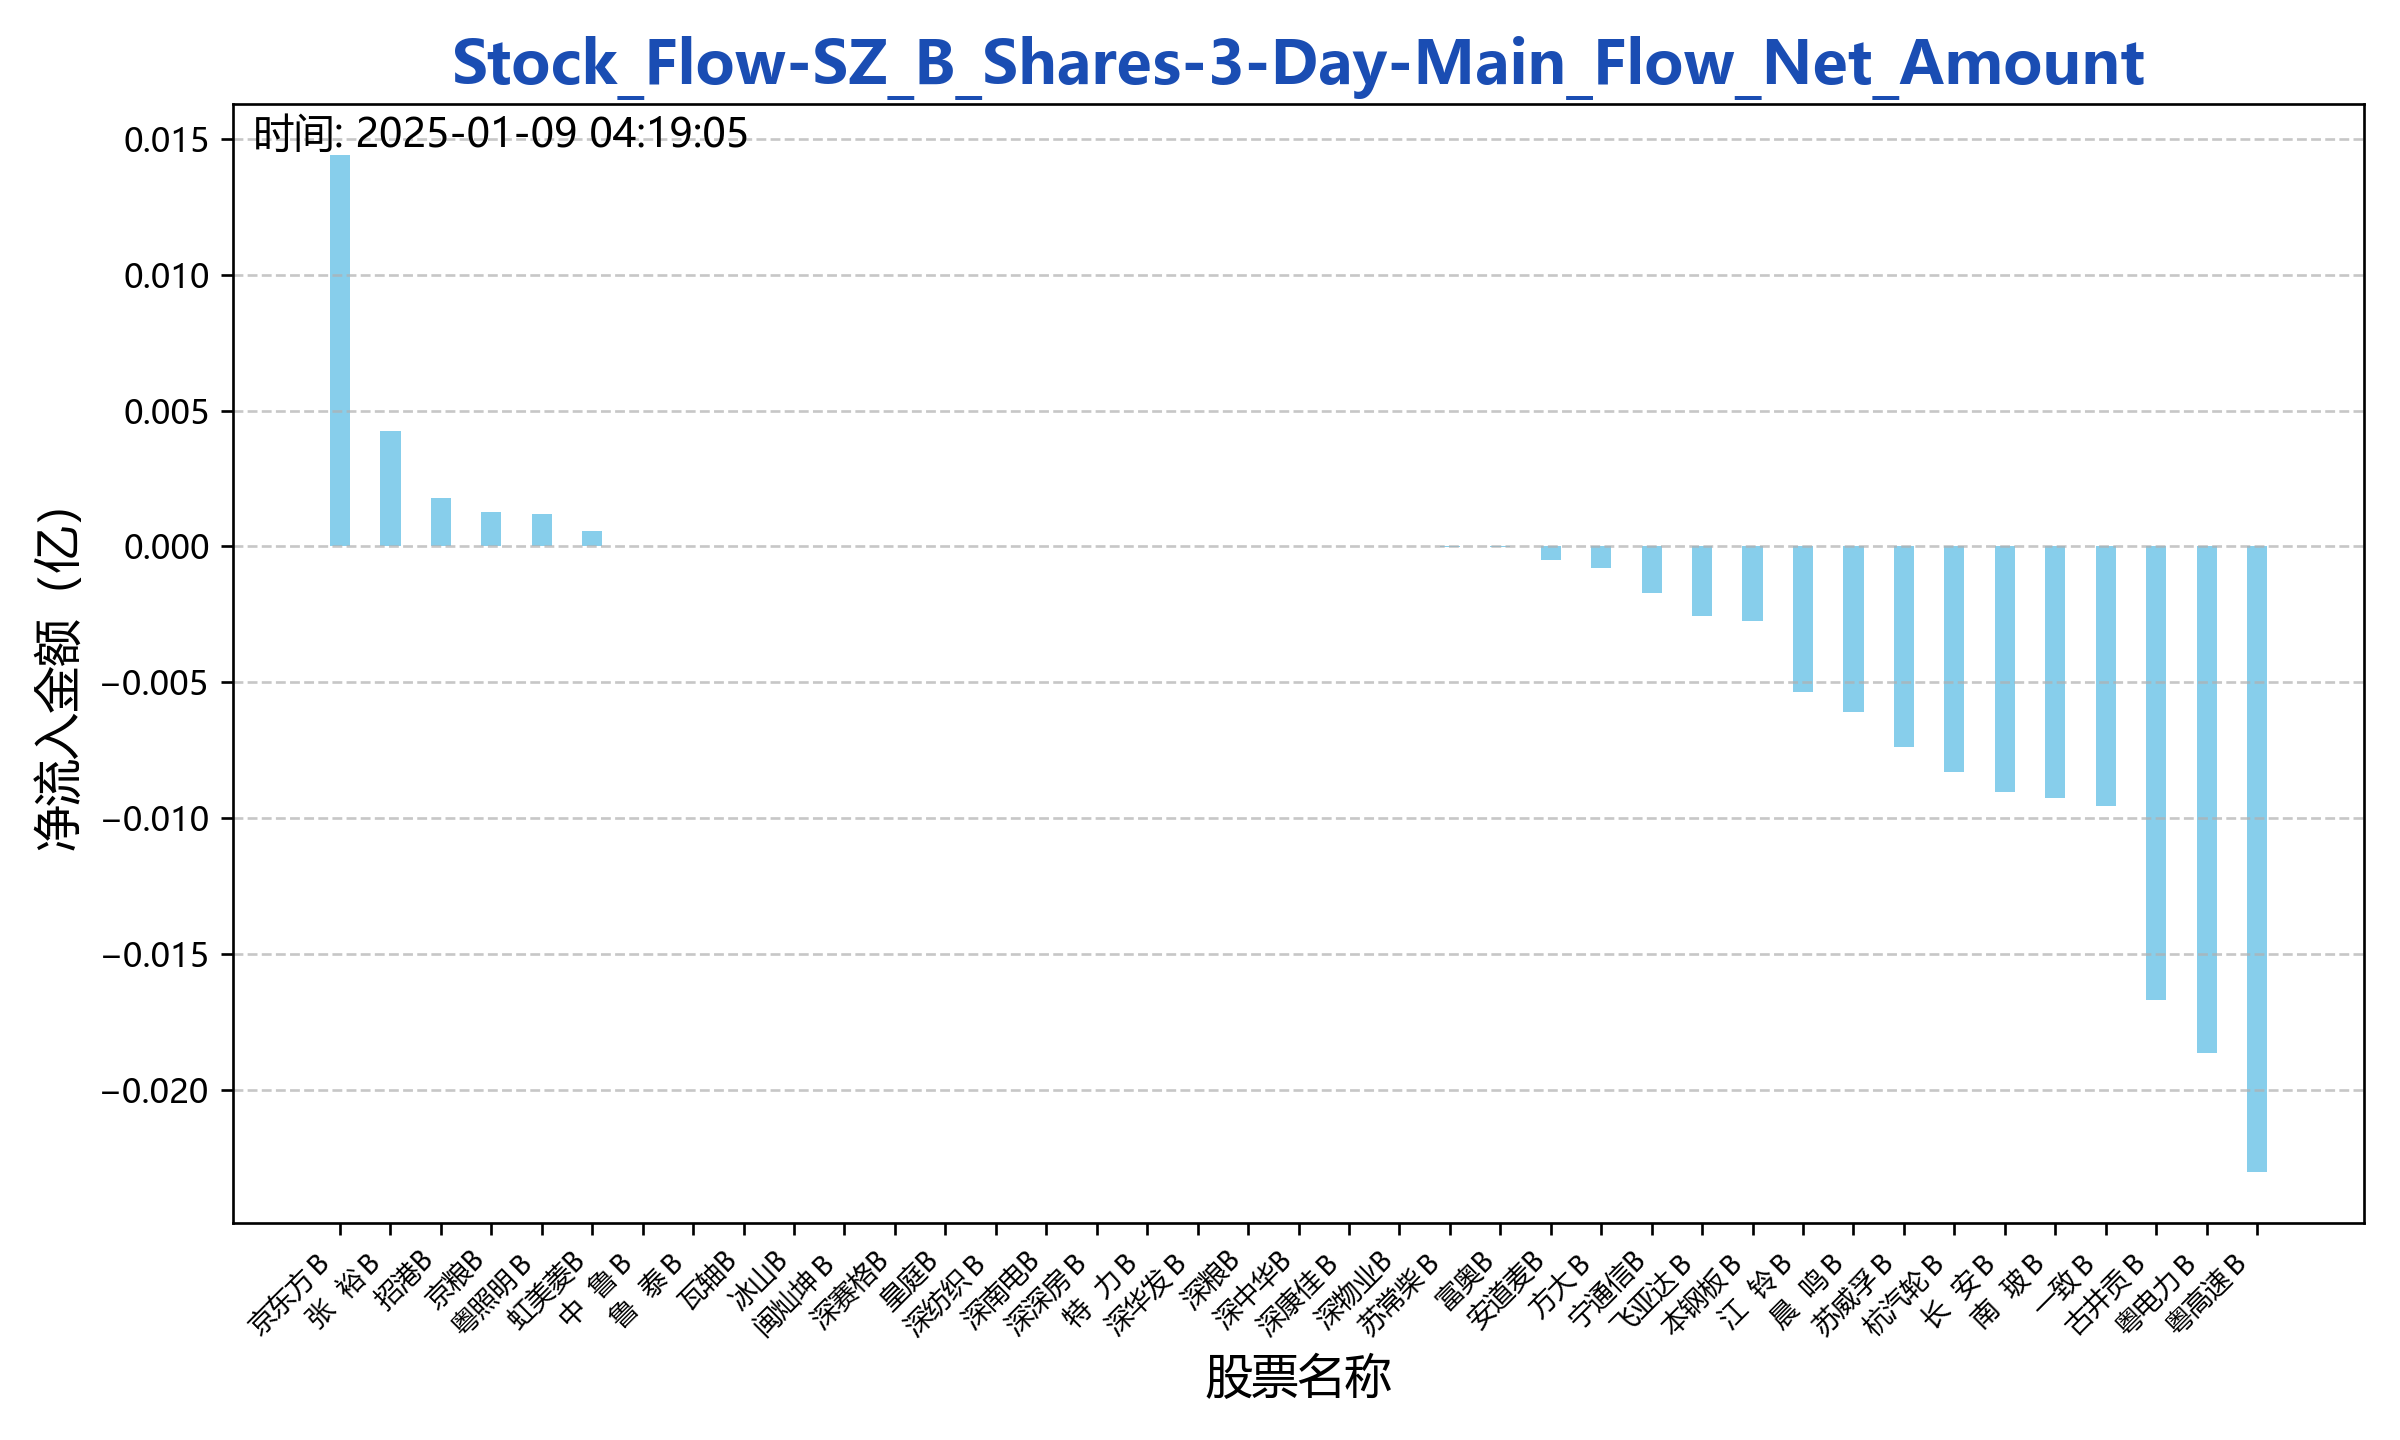 Stock_Flow-SZ_B_Shares-3-Day-Main_Flow_Net_Amount
时间: 2025-01-09 04:19:05
净流入金额（亿）
0.015
0.010
0.005
0.000
−0.005
−0.010
−0.015
−0.020
京东方B
张 裕B
招港B
京粮B
粤照明B
虹美菱B
中 鲁B
鲁 泰B
瓦轴B
冰山B
闽灿坤B
深赛格B
皇庭B
深纺织B
深南电B
深深房B
特 力B
深华发B
深粮B
深中华B
深康佳B
深物业B
苏常柴B
富奥B
安道麦B
方大B
宁通信B
飞亚达B
本钢板B
江 铃B
晨 鸣B
苏威孚B
杭汽轮B
长 安B
南 玻B
一致B
古井贡B
粤电力B
粤高速B
股票名称